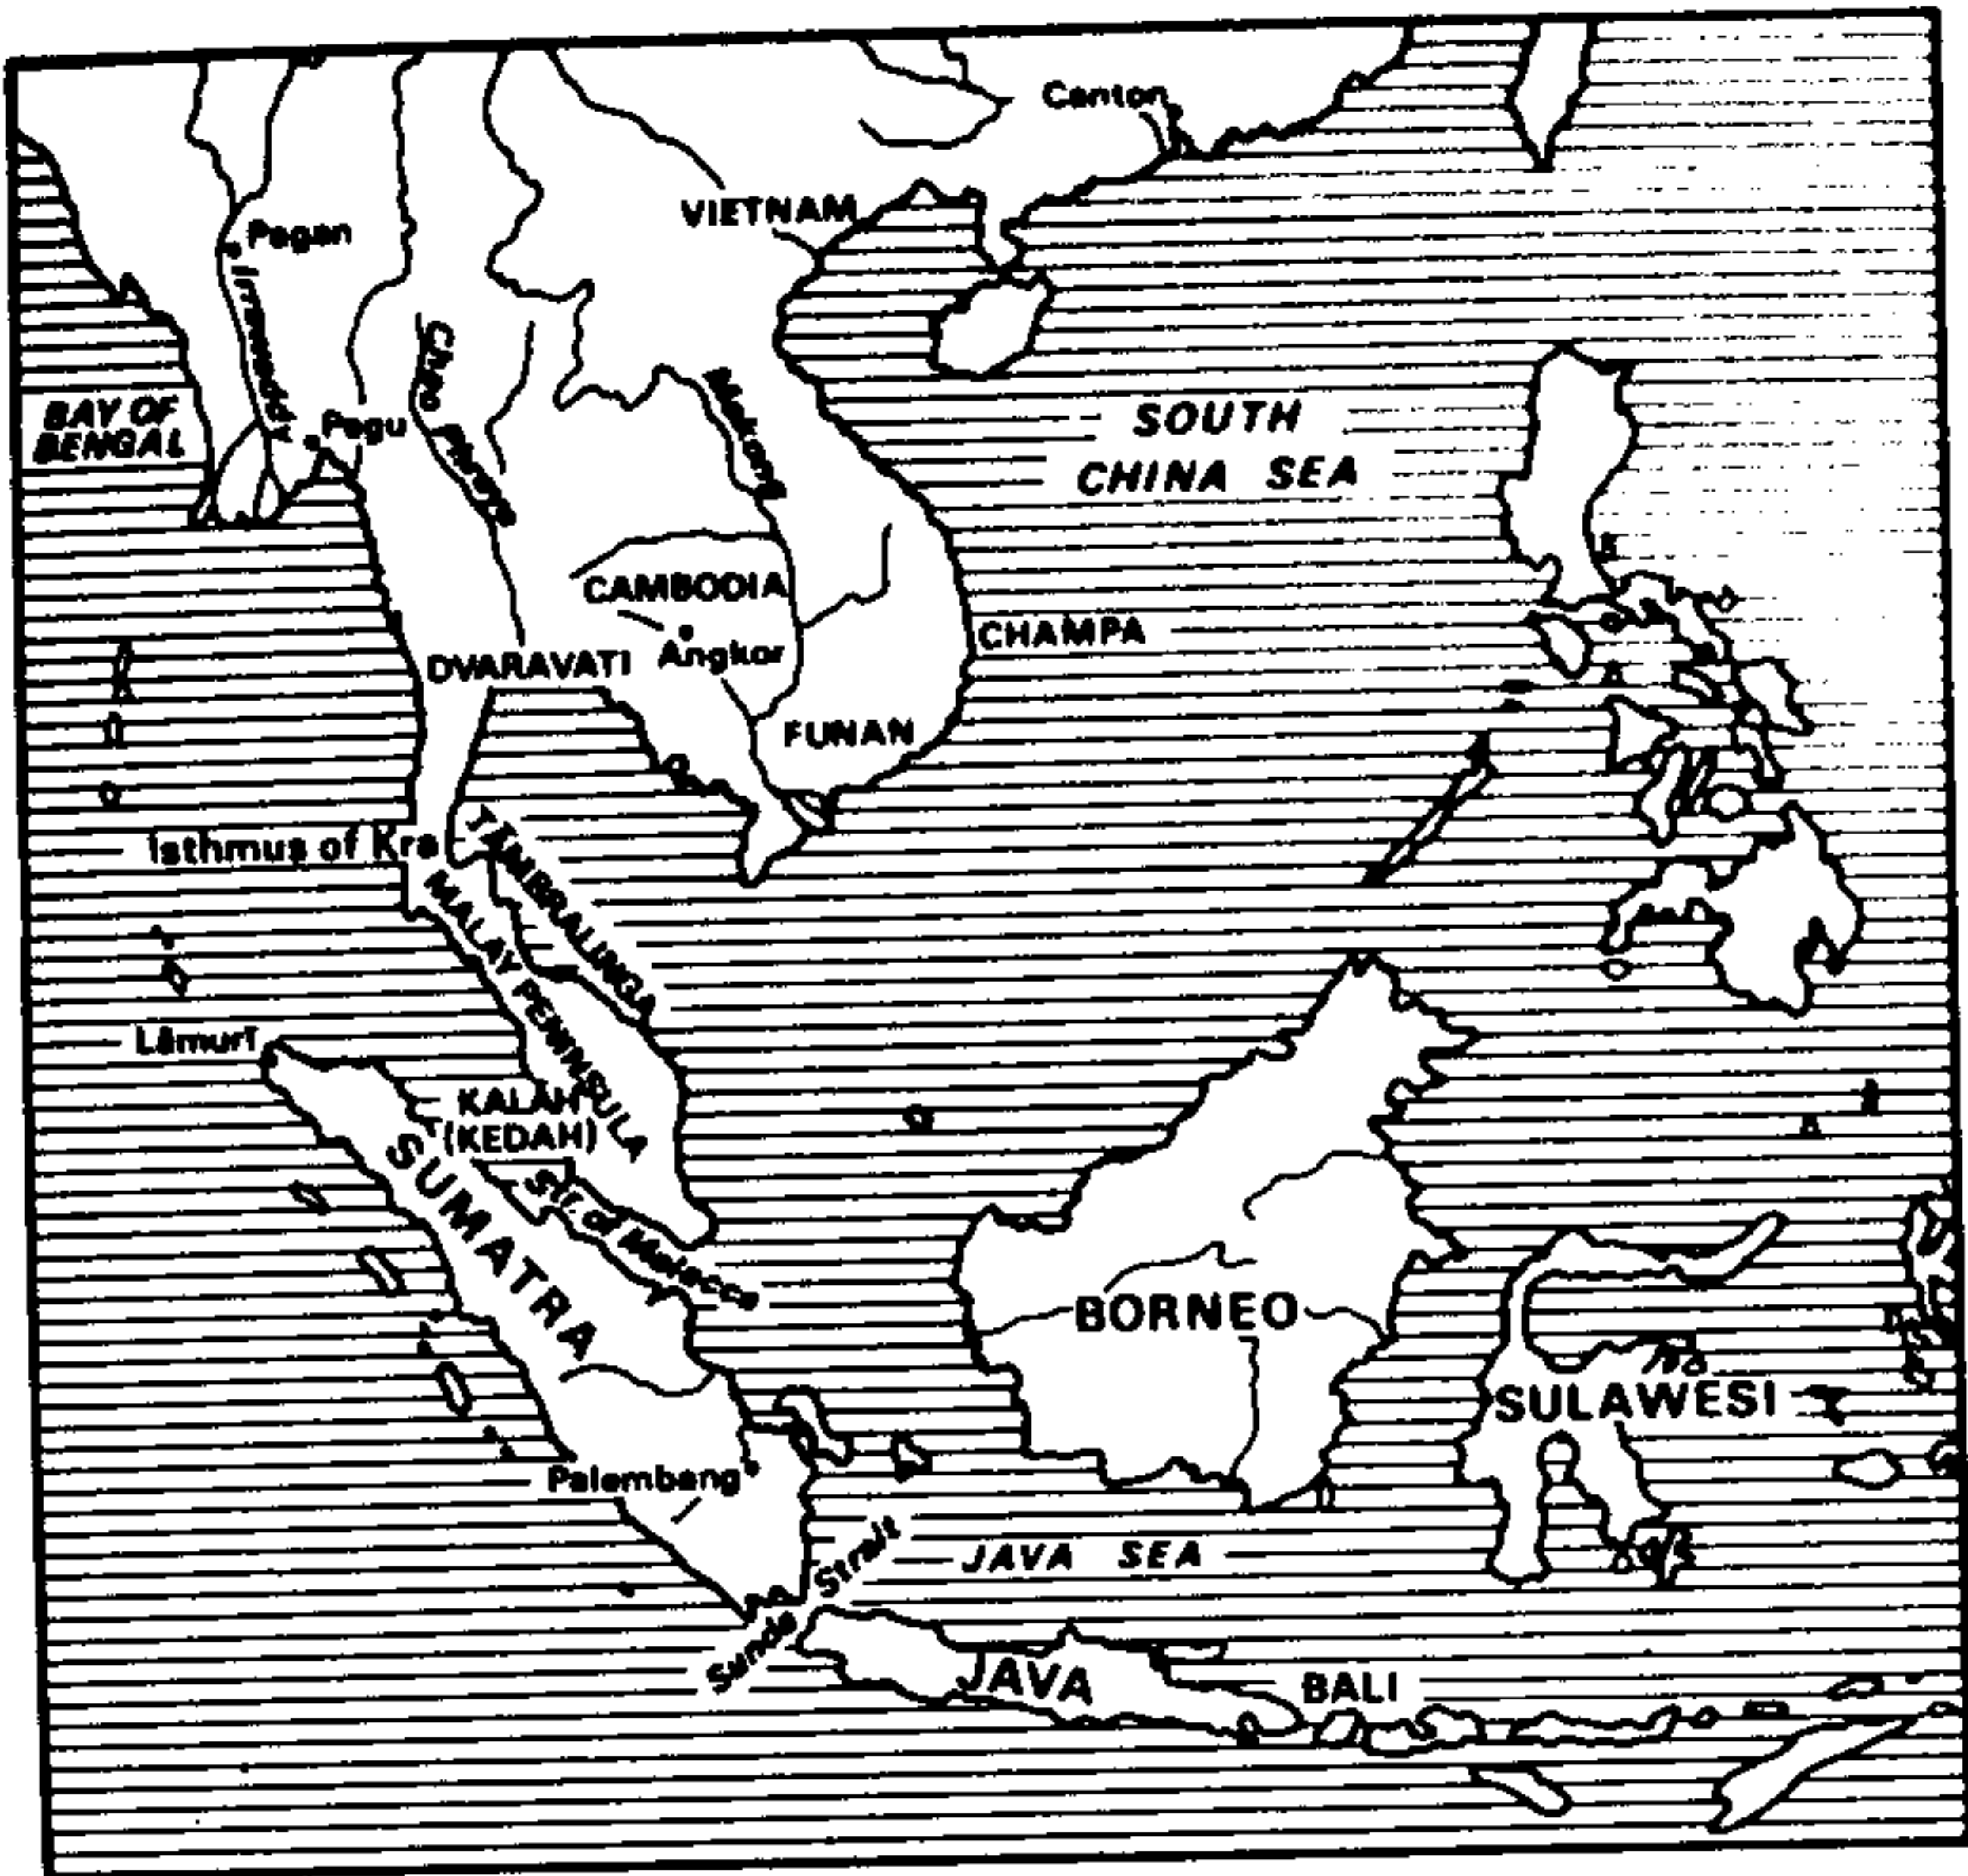 Canton
VIETNAM
Pagan
Irrawaddy
Chao Phraya
Mekong
BAY OF
BENGAL
Pegu
SOUTH
CHINA SEA
CAMBODIA
Angkor
CHAMPA
DVARAVATI
FUNAN
Isthmus of Kra
TĀMBRALINGA
MALAY PENINSULA
Lāmurī
KALAH
(KEDAH)
SUMATRA
Str. of Malacca
BORNEO
SULAWESI
Palembang
Sunda Strait
JAVA SEA
JAVA
BALI